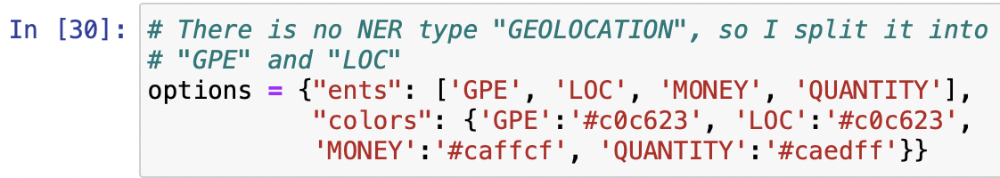 In [30]: # There is no NER type "GEOLOCATION", so I split it into
# "GPE" and "LOC"
options = {"ents": ['GPE', 'LOC', 'MONEY', 'QUANTITY'],
"colors": {'GPE':'#c0c623', 'LOC':'#c0c623',
'MONEY':'#caffcf', 'QUANTITY':'#caedff'}}